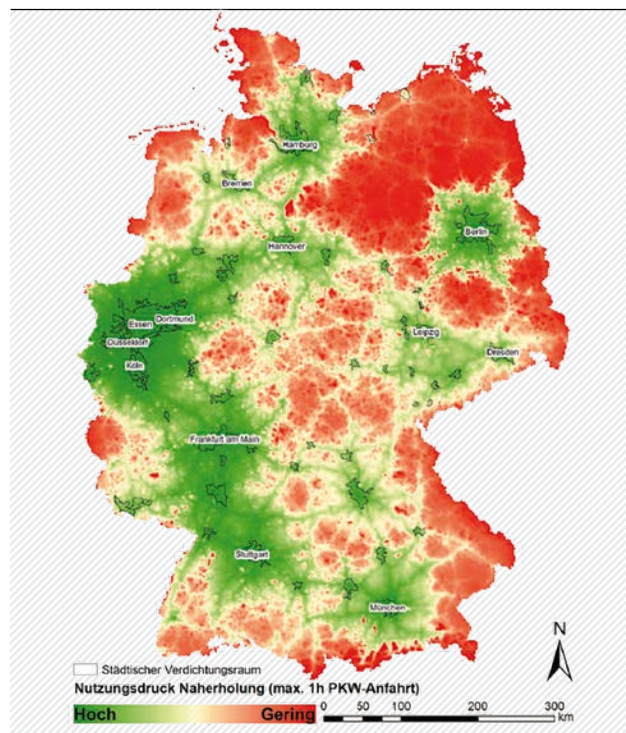 Hamburg
Bremen
Berlin
Hannover
Essen
Dortmund
Düsseldorf
Leipzig
Köln
Dresden
Frankfurt am Main
Stuttgart
München
N
Städtischer Verdichtungsraum
Nutzungsdruck Naherholung (max. 1h PKW-Anfahrt)
Hoch Gering
0 50 100 200 300
km